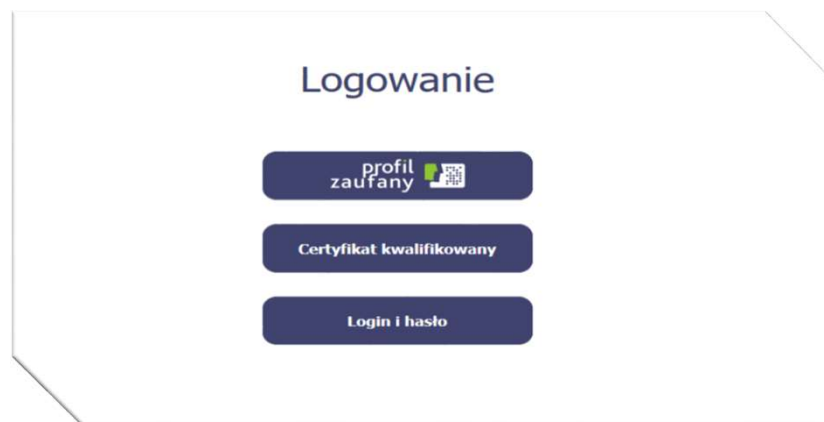 Logowanie
profil
zaufany
Certyfikat kwalifikowany
Login i hasło